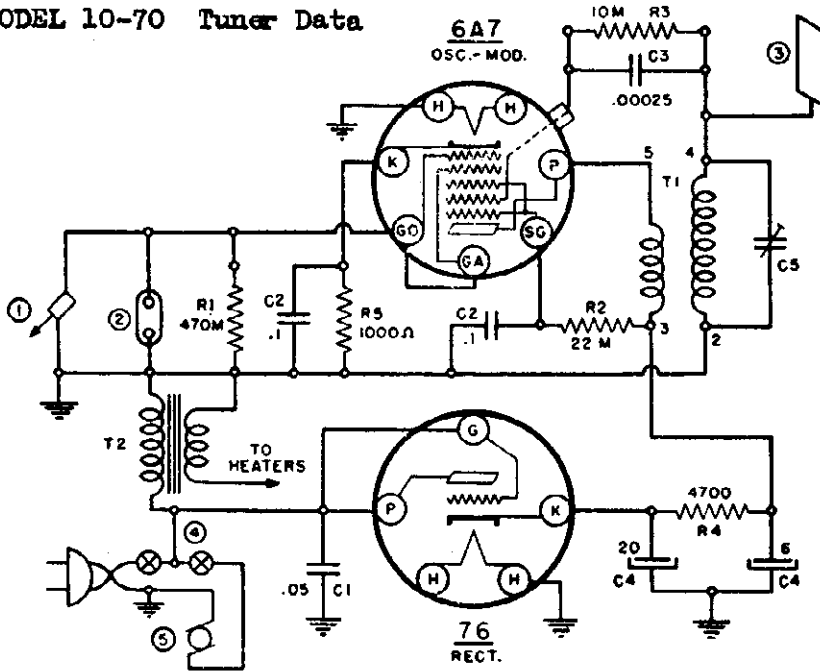 ODEL 10-70 Tuner Data
6A7
OSC.-MOD.
10M R3
C3
.00025
3
H H
K
P
5 4
T1
GO
SG
GA
C5
1
2
R1
470M
C2
.1
R5
1000Ω
C2
.1
R2
22 M
3
2
T2
TO
HEATERS
G
P
K
4700
R4
4
20
C4
6
C4
.05 C1
H H
5
76
RECT.